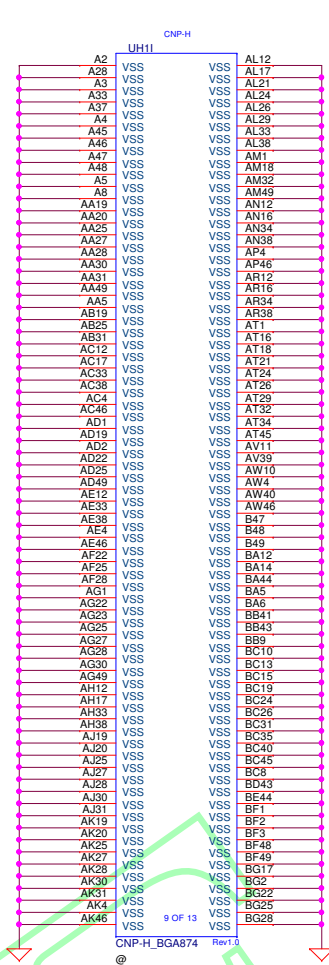 CNP-H
UH1I
A2 VSS VSS AL12
A28 VSS VSS AL17
A3 VSS VSS AL21
A33 VSS VSS AL24
A37 VSS VSS AL26
A4 VSS VSS AL29
A45 VSS VSS AL33
A46 VSS VSS AL38
A47 VSS VSS AM1
A48 VSS VSS AM18
A5 VSS VSS AM32
A8 VSS VSS AM49
AA19 VSS VSS AN12
AA20 VSS VSS AN16
AA25 VSS VSS AN34
AA27 VSS VSS AN38
AA28 VSS VSS AP4
AA30 VSS VSS AP46
AA31 VSS VSS AR12
AA49 VSS VSS AR16
AA5 VSS VSS AR34
AB19 VSS VSS AR38
AB25 VSS VSS AT1
AB31 VSS VSS AT16
AC12 VSS VSS AT18
AC17 VSS VSS AT21
AC33 VSS VSS AT24
AC38 VSS VSS AT26
AC4 VSS VSS AT29
AC46 VSS VSS AT32
AD1 VSS VSS AT34
AD19 VSS VSS AT45
AD2 VSS VSS AV11
AD22 VSS VSS AV39
AD25 VSS VSS AW10
AD49 VSS VSS AW4
AE12 VSS VSS AW40
AE33 VSS VSS AW46
AE38 VSS VSS B47
AE4 VSS VSS B48
AE46 VSS VSS B49
AF22 VSS VSS BA12
AF25 VSS VSS BA14
AF28 VSS VSS BA44
AG1 VSS VSS BA5
AG22 VSS VSS BA6
AG23 VSS VSS BB41
AG25 VSS VSS BB43
AG27 VSS VSS BB9
AG28 VSS VSS BC10
AG30 VSS VSS BC13
AG49 VSS VSS BC15
AH12 VSS VSS BC19
AH17 VSS VSS BC24
AH33 VSS VSS BC26
AH38 VSS VSS BC31
AJ19 VSS VSS BC35
AJ20 VSS VSS BC40
AJ25 VSS VSS BC45
AJ27 VSS VSS BC8
AJ28 VSS VSS BD43
AJ30 VSS VSS BE44
AJ31 VSS VSS BF1
AK19 VSS VSS BF2
AK20 VSS VSS BF3
AK25 VSS VSS BF48
AK27 VSS VSS BF49
AK28 VSS VSS BG17
AK30 VSS VSS BG2
AK31 VSS VSS BG22
AK4 VSS VSS BG25
AK46 VSS 9 OF 13 VSS BG28
CNP-H_BGA874 Rev1.0
@